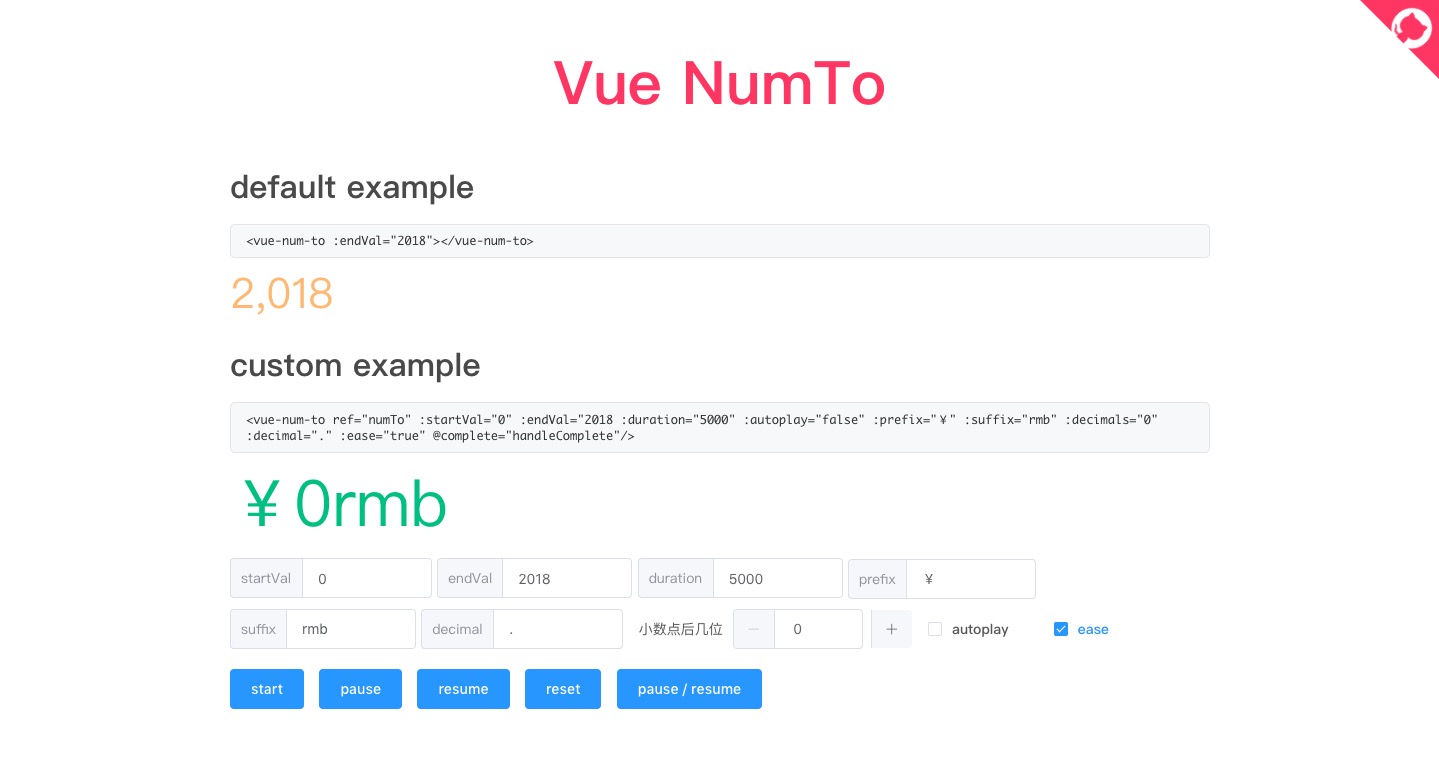 Vue NumTo
default example
<vue-num-to :endVal="2018"></vue-num-to>
2,018
custom example
<vue-num-to ref="numTo" :startVal="0" :endVal="2018 :duration="5000" :autoplay="false" :prefix="￥" :suffix="rmb" :decimals="0"
:decimal="." :ease="true" @complete="handleComplete"/>
￥0rmb
startVal 0 endVal 2018 duration 5000 prefix ￥
suffix rmb decimal . 小数点后几位 － 0 ＋ autoplay ease
start pause resume reset pause / resume